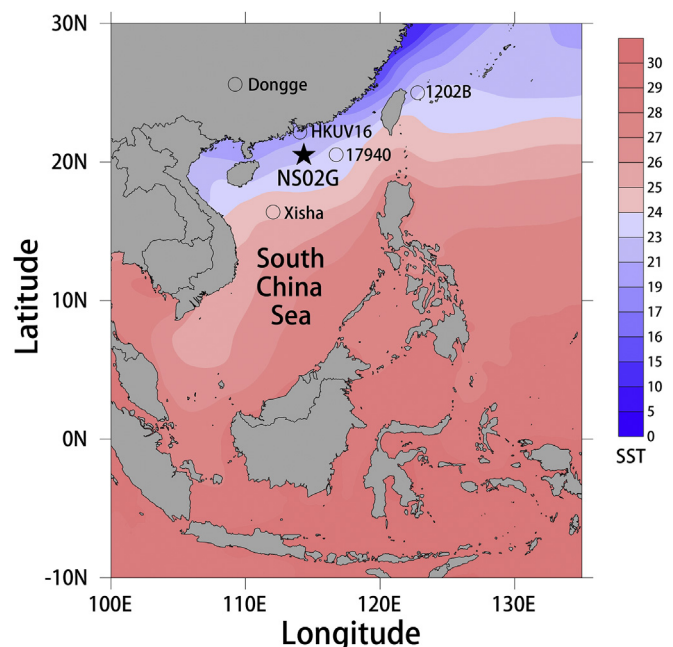 30N
20N
10N
0N
-10N
Latitude
Dongge
1202B
HKUV16
17940
NS02G
Xisha
South
China
Sea
100E
110E
120E
130E
Longitude
30
29
28
26
25
24
23
21
19
17
16
15
10
5
0
SST